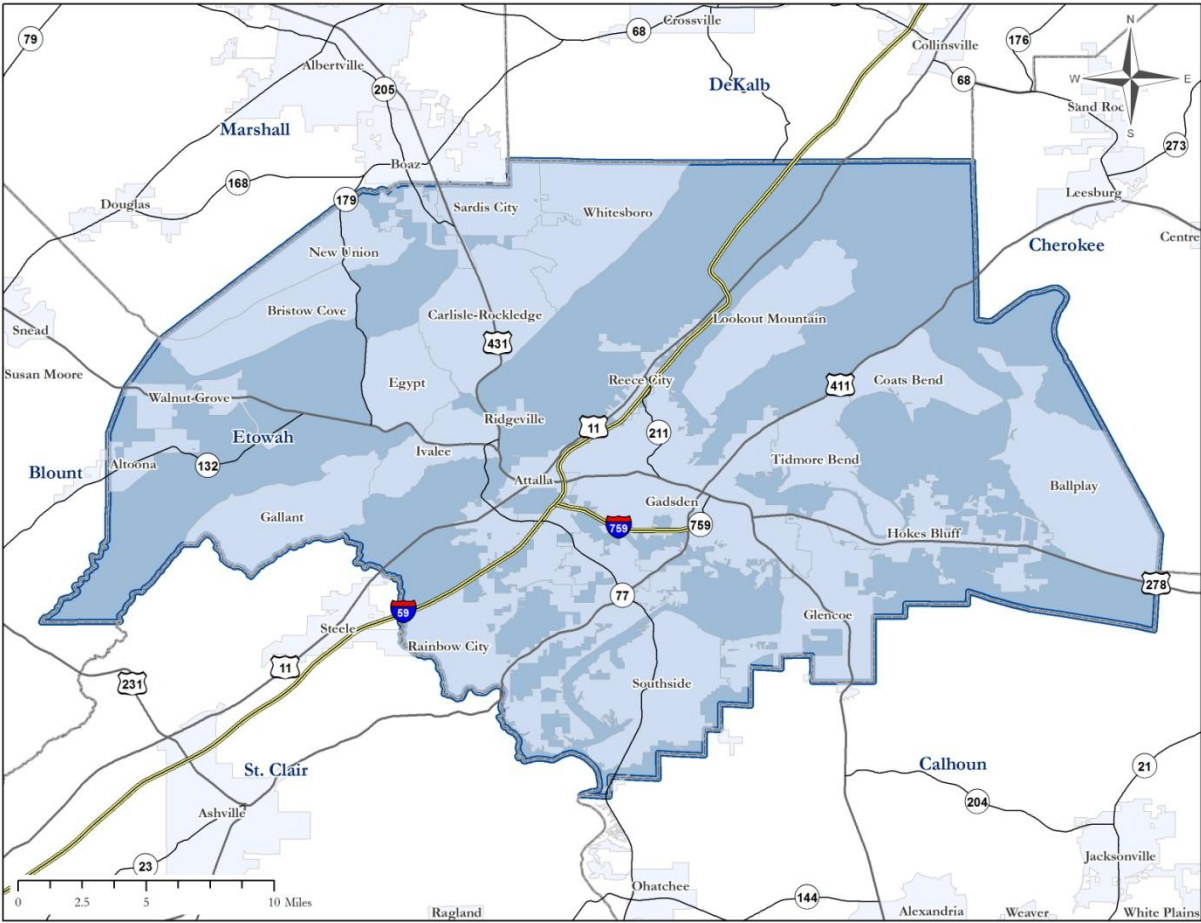 79
Crossville
68
Collinsville
176
N
Albertville
205
DeKalb
68
W
E
Sand Roc
S
Marshall
273
Boaz
168
Douglas
179
Sardis City
Whitesboro
Leesburg
New Union
Cherokee
Centre
Bristow Cove
Carlisle-Rockledge
Lookout Mountain
Snead
431
Susan Moore
Egypt
Reece City
411
Coats Bend
Walnut Grove
Ridgeville
11
211
Etowah
Ivalee
Tidmore Bend
Blount
Altoona
132
Attalla
Gadsden
Ballplay
Gallant
759
759
Hokes Bluff
278
77
59
Glencoe
Steele
Rainbow City
11
231
Southside
St. Clair
Calhoun
21
204
Ashville
23
Jacksonville
0 2.5 5 10 Miles
Ohatchee
144
Ragland
Alexandria
Weaver
White Plains